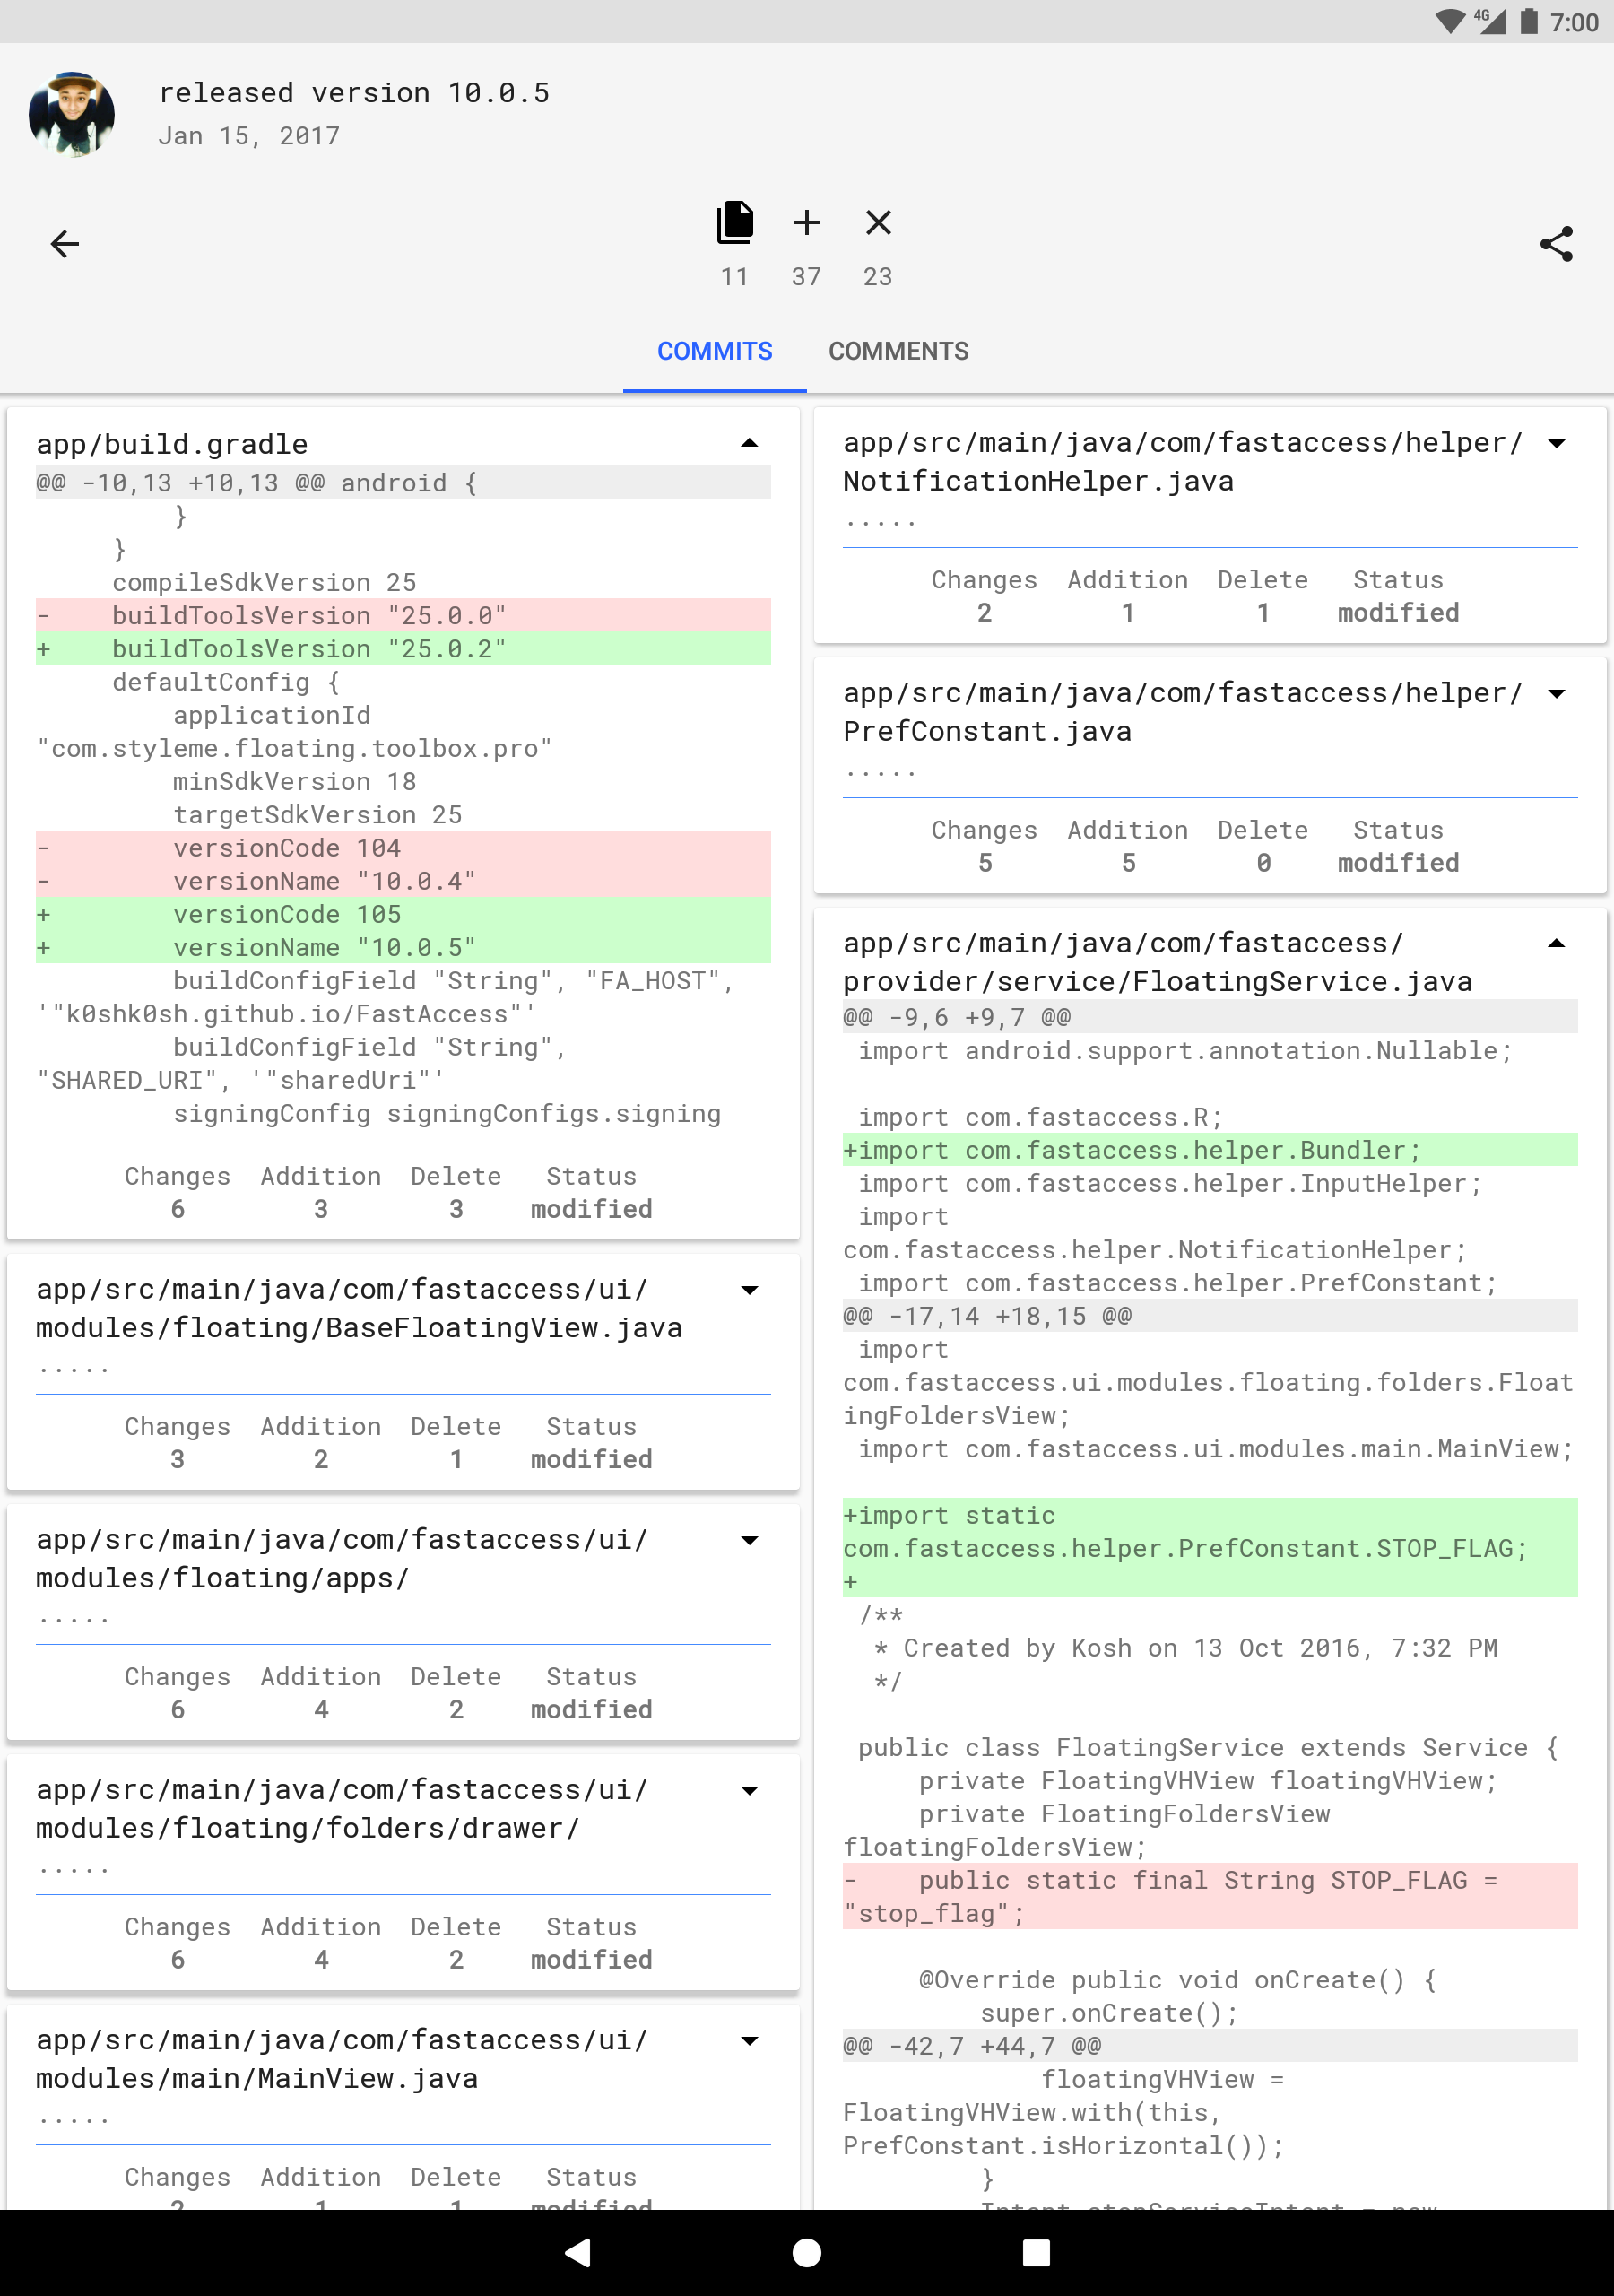 4G 7:00
released version 10.0.5
Jan 15, 2017
11 37 23
COMMITS COMMENTS
app/build.gradle
@@ -10,13 +10,13 @@ android {
         }
     }
     compileSdkVersion 25
-    buildToolsVersion "25.0.0"
+    buildToolsVersion "25.0.2"
     defaultConfig {
         applicationId
"com.styleme.floating.toolbox.pro"
         minSdkVersion 18
         targetSdkVersion 25
-        versionCode 104
-        versionName "10.0.4"
+        versionCode 105
+        versionName "10.0.5"
         buildConfigField "String", "FA_HOST",
'"k0shk0sh.github.io/FastAccess"'
         buildConfigField "String",
"SHARED_URI", '"sharedUri"'
         signingConfig signingConfigs.signing
Changes Addition Delete Status
6 3 3 modified
app/src/main/java/com/fastaccess/ui/
modules/floating/BaseFloatingView.java
.....
Changes Addition Delete Status
3 2 1 modified
app/src/main/java/com/fastaccess/ui/
modules/floating/apps/
.....
Changes Addition Delete Status
6 4 2 modified
app/src/main/java/com/fastaccess/ui/
modules/floating/folders/drawer/
.....
Changes Addition Delete Status
6 4 2 modified
app/src/main/java/com/fastaccess/ui/
modules/main/MainView.java
.....
Changes Addition Delete Status
2 1 1 modified
app/src/main/java/com/fastaccess/helper/
NotificationHelper.java
.....
Changes Addition Delete Status
2 1 1 modified
app/src/main/java/com/fastaccess/helper/
PrefConstant.java
.....
Changes Addition Delete Status
5 5 0 modified
app/src/main/java/com/fastaccess/
provider/service/FloatingService.java
@@ -9,6 +9,7 @@
 import android.support.annotation.Nullable;
 import com.fastaccess.R;
+import com.fastaccess.helper.Bundler;
 import com.fastaccess.helper.InputHelper;
 import
com.fastaccess.helper.NotificationHelper;
 import com.fastaccess.helper.PrefConstant;
@@ -17,14 +18,15 @@
 import
com.fastaccess.ui.modules.floating.folders.Float
ingFoldersView;
 import com.fastaccess.ui.modules.main.MainView;
+import static
com.fastaccess.helper.PrefConstant.STOP_FLAG;
+
 /**
  * Created by Kosh on 13 Oct 2016, 7:32 PM
  */
 public class FloatingService extends Service {
     private FloatingVHView floatingVHView;
     private FloatingFoldersView
floatingFoldersView;
-    public static final String STOP_FLAG =
"stop_flag";
     @Override public void onCreate() {
         super.onCreate();
@@ -42,7 +44,7 @@
             floatingVHView =
FloatingVHView.with(this,
PrefConstant.isHorizontal());
         }
         Intent stopServiceIntent = new